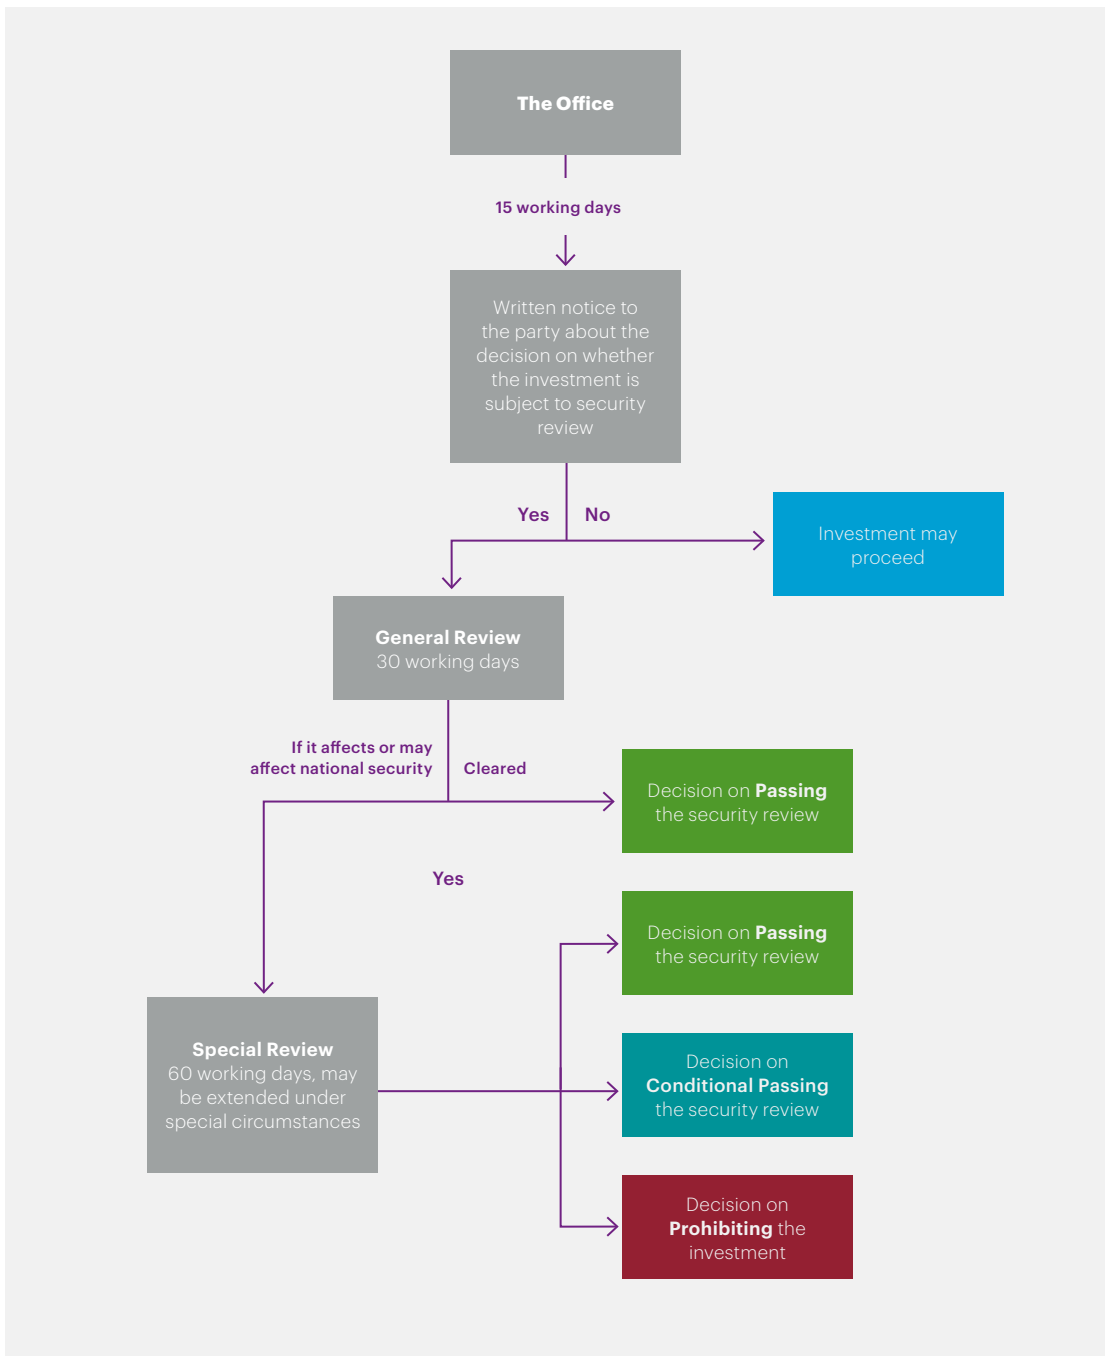 The Office
15 working days
Written notice to
the party about the
decision on whether
the investment is
subject to security
review
Yes
No
Investment may
proceed
General Review
30 working days
If it affects or may
affect national security
Cleared
Decision on Passing
the security review
Yes
Decision on Passing
the security review
Special Review
60 working days, may
be extended under
special circumstances
Decision on
Conditional Passing
the security review
Decision on
Prohibiting the
investment